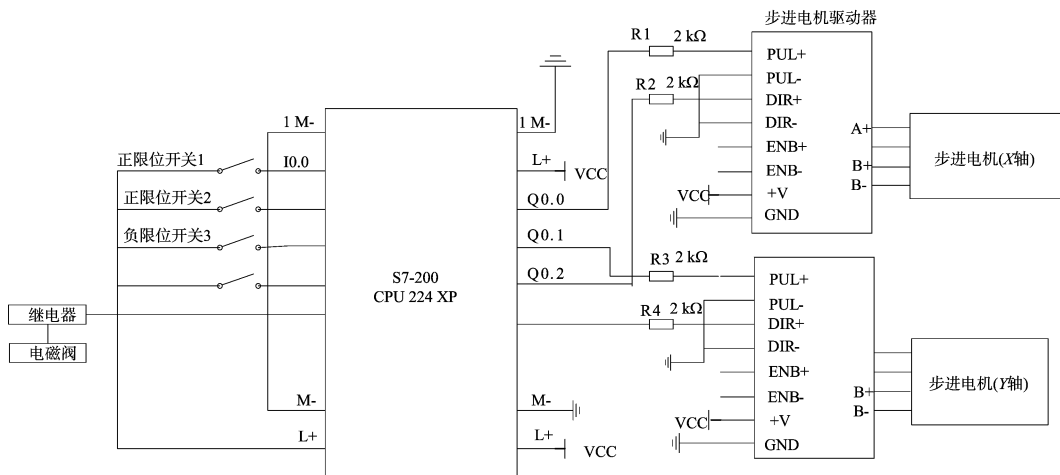 步进电机驱动器
R1 2 kΩ
PUL+
PUL-
R2 2 kΩ
DIR+
DIR-
ENB+
ENB-
+V
GND
VCC
A+
B+
B-
步进电机(X轴)
1 M-
正限位开关1
I0.0
正限位开关2
负限位开关3
继电器
电磁阀
M-
L+
S7-200
CPU 224 XP
1 M-
L+
VCC
Q0.0
Q0.1
Q0.2
M-
L+
VCC
R3 2 kΩ
R4 2 kΩ
PUL+
PUL-
DIR+
DIR-
ENB+
ENB-
+V
GND
VCC
B+
B-
步进电机(Y轴)